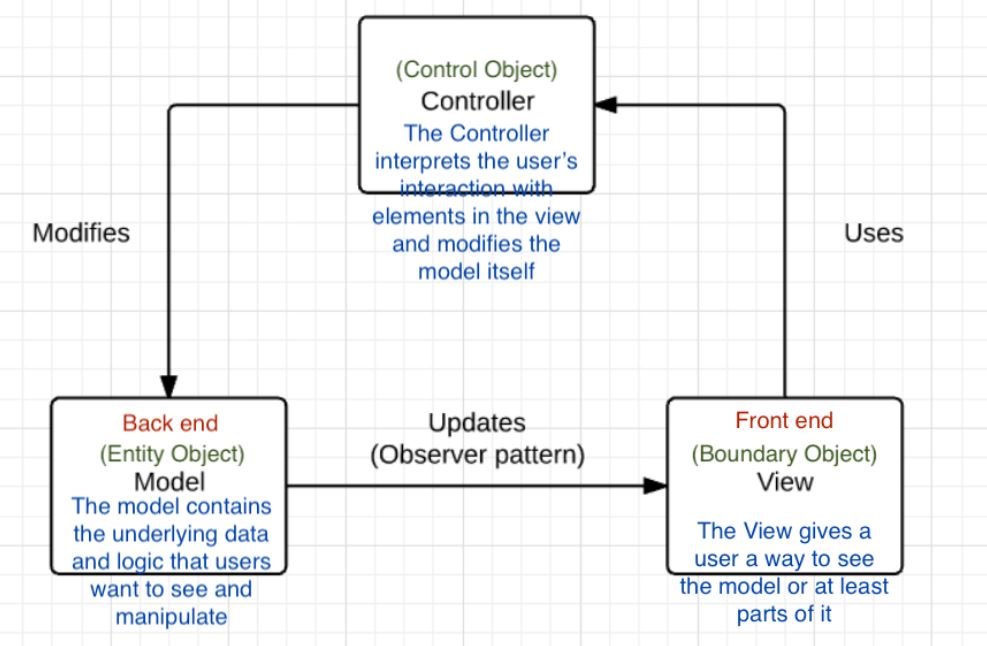 (Control Object)
Controller
The Controller
interprets the user's
interaction with
elements in the view
and modifies the
model itself
Modifies
Uses
Back end
(Entity Object)
Model
The model contains
the underlying data
and logic that users
want to see and
manipulate
Updates
(Observer pattern)
Front end
(Boundary Object)
View
The View gives a
user a way to see
the model or at least
parts of it